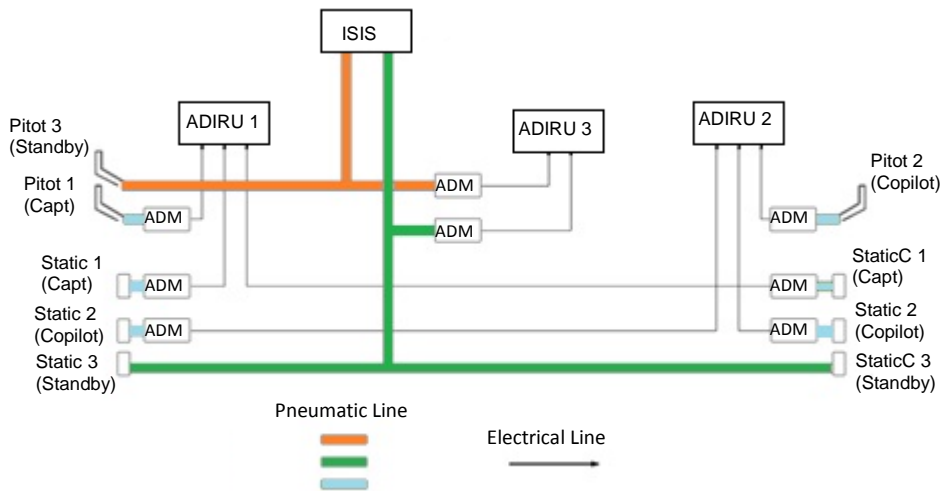 ISIS
ADIRU 1
ADIRU 3
ADIRU 2
Pitot 3
(Standby)
Pitot 1
(Capt)
Pitot 2
(Copilot)
ADM
ADM
ADM
ADM
Static 1
(Capt)
ADM
ADM
StaticC 1
(Capt)
Static 2
(Copilot)
ADM
ADM
Static 2
(Copilot)
Static 3
(Standby)
StaticC 3
(Standby)
Pneumatic Line
Electrical Line